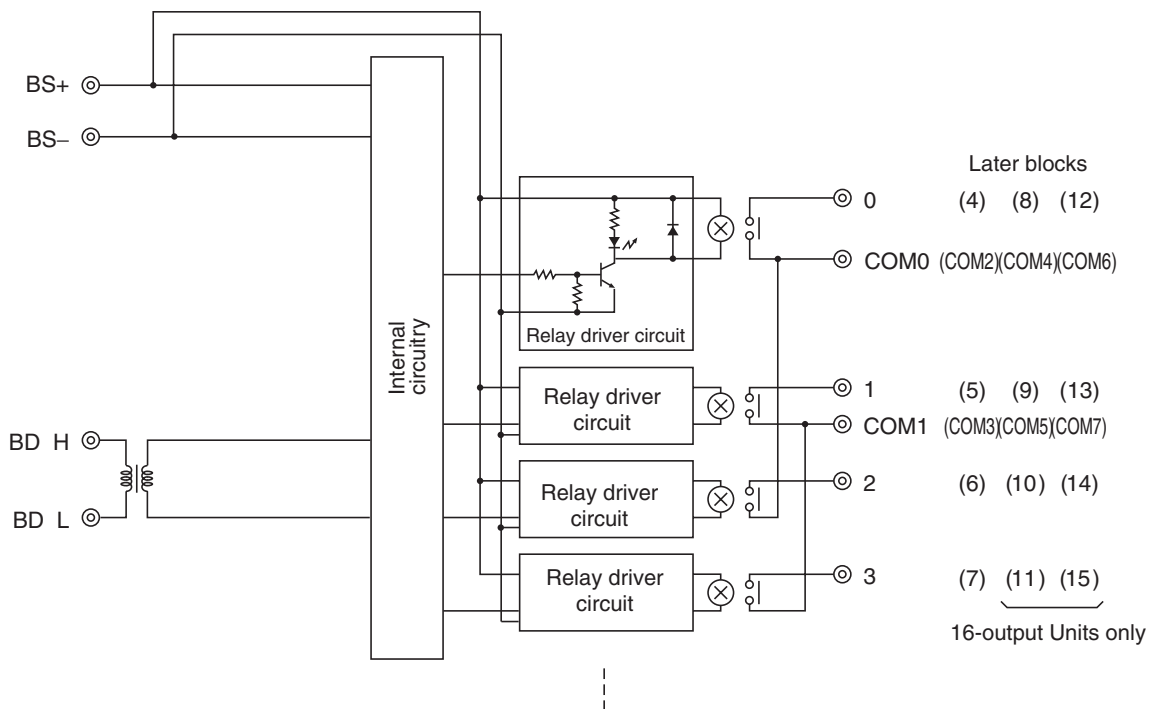 BS+
BS−
Later blocks
0 (4) (8) (12)
COM0 (COM2)(COM4)(COM6)
Relay driver circuit
Internal
circuitry
Relay driver
circuit
1 (5) (9) (13)
COM1 (COM3)(COM5)(COM7)
BD H
BD L
Relay driver
circuit
2 (6) (10) (14)
Relay driver
circuit
3 (7) (11) (15)
16-output Units only